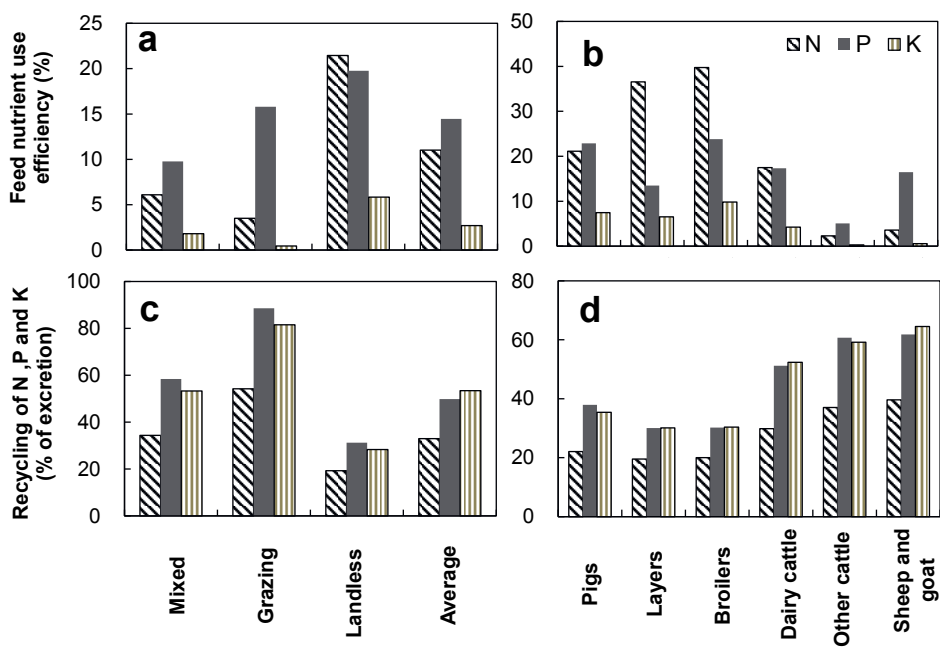 Feed nutrient use
efficiency (%)
25
20
15
10
5
0
a
50
40
30
20
10
0
b
N P K
Recycling of N ,P and K
(% of excretion)
100
80
60
40
20
0
c
Mixed
Grazing
Landless
Average
80
60
40
20
0
d
Pigs
Layers
Broilers
Dairy cattle
Other cattle
Sheep and
goat